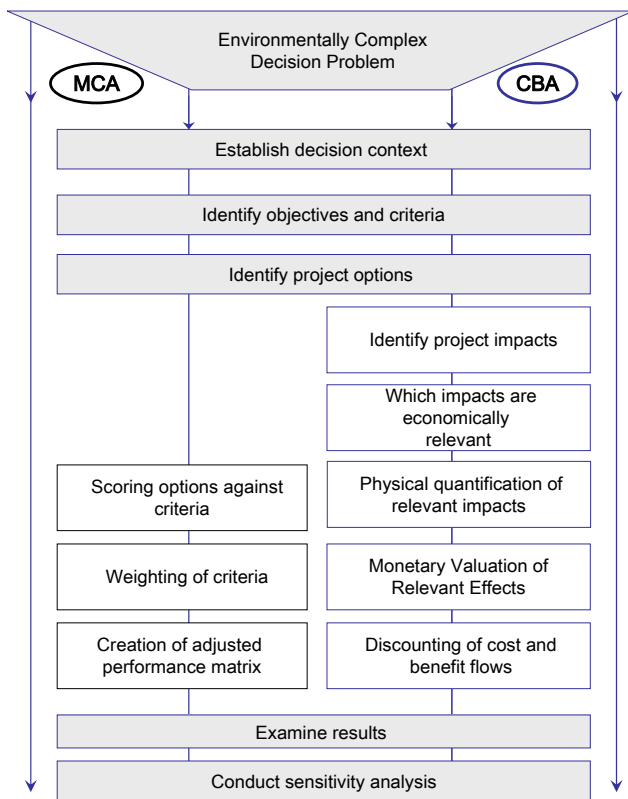 Environmentally Complex
Decision Problem
MCA
CBA
Establish decision context
Identify objectives and criteria
Identify project options
Identify project impacts
Which impacts are
economically
relevant
Scoring options against
criteria
Physical quantification of
relevant impacts
Weighting of criteria
Monetary Valuation of
Relevant Effects
Creation of adjusted
performance matrix
Discounting of cost and
benefit flows
Examine results
Conduct sensitivity analysis